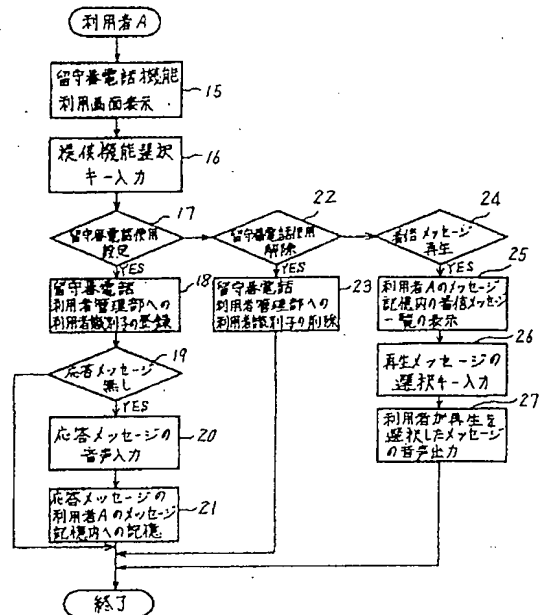 利用者A
留守番電話機能
利用画面表示
15
提供機能選択
キー入力
16
留守番電話使用
設定
17
YES
留守番電話
利用者管理部への
利用者識別子の登録
18
応答メッセージ
無し
19
YES
応答メッセージの
音声入力
20
応答メッセージの
利用者Aのメッセージ
記憶内への記憶
21
留守番電話使用
解除
22
YES
留守番電話
利用者管理部への
利用者識別子の削除
23
着信メッセージ
再生
24
YES
利用者Aのメッセージ
記憶内の着信メッセージ
一覧の表示
25
再生メッセージの
選択キー入力
26
利用者が再生を
選択したメッセージ
の音声出力
27
終了